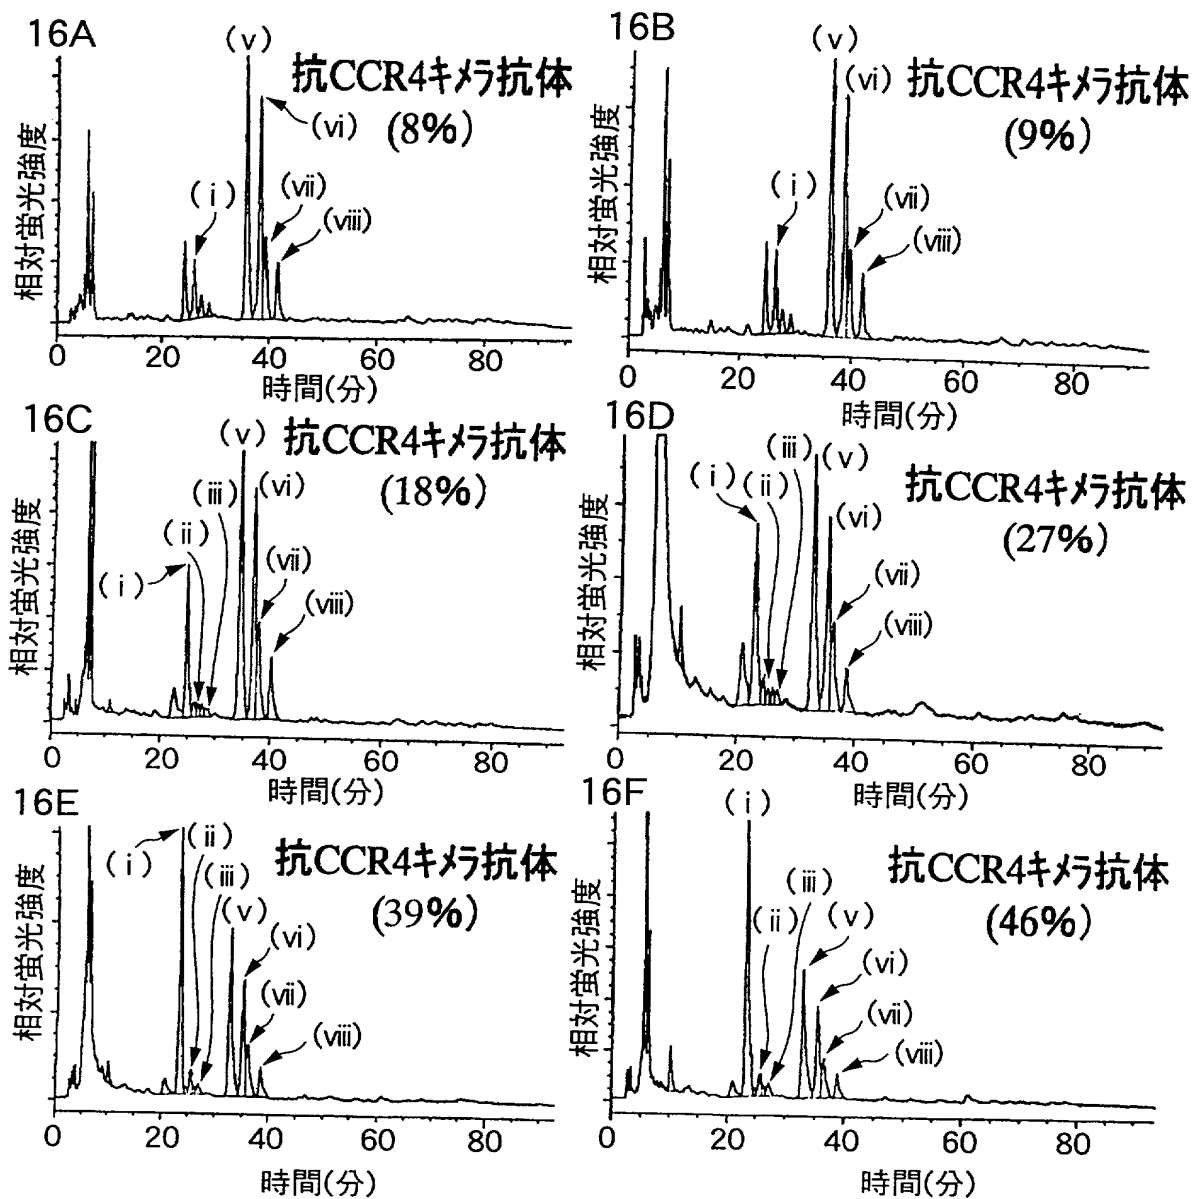 16A
(ⅴ)
抗CCR4キメラ抗体
(8%)
(ⅵ)
(ⅰ)
(ⅶ)
(ⅷ)
相対蛍光強度
0 20 40 60 80
時間(分)
16B
(ⅴ)
(ⅵ)
抗CCR4キメラ抗体
(9%)
(ⅰ)
(ⅶ)
(ⅷ)
相対蛍光強度
0 20 40 60 80
時間(分)
16C
(ⅴ)
抗CCR4キメラ抗体
(18%)
(ⅲ)
(ⅵ)
(ⅱ)
(ⅶ)
(ⅰ)
(ⅷ)
相対蛍光強度
0 20 40 60 80
時間(分)
16D
(ⅲ)
(ⅴ)
(ⅰ)
(ⅱ)
抗CCR4キメラ抗体
(27%)
(ⅵ)
(ⅶ)
(ⅷ)
相対蛍光強度
0 20 40 60 80
時間(分)
16E
(ⅰ)
(ⅱ)
抗CCR4キメラ抗体
(39%)
(ⅲ)
(ⅴ)
(ⅵ)
(ⅶ)
(ⅷ)
相対蛍光強度
0 20 40 60 80
時間(分)
16F
(ⅰ)
抗CCR4キメラ抗体
(46%)
(ⅲ)
(ⅱ)
(ⅴ)
(ⅵ)
(ⅶ)
(ⅷ)
相対蛍光強度
0 20 40 60 80
時間(分)